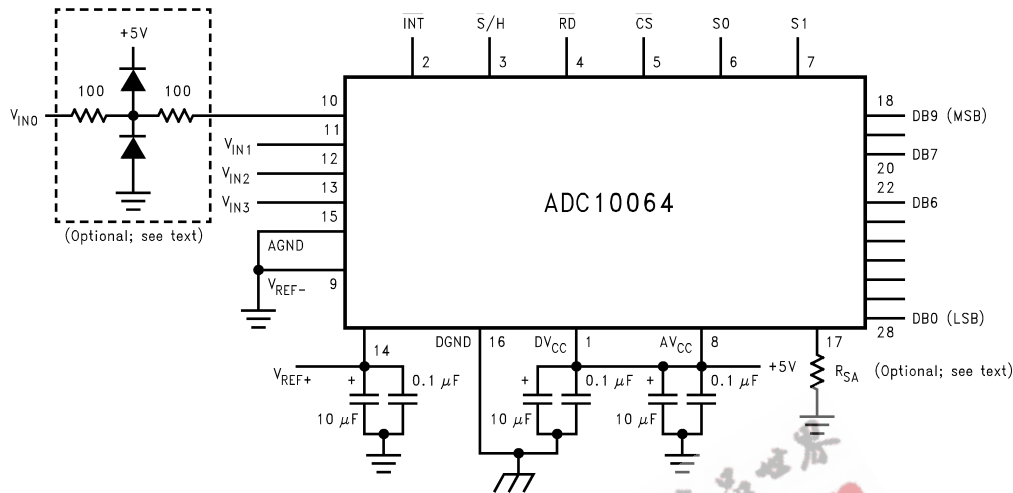 INT S/H RD CS S0 S1
+5V
2 3 4 5 6 7
100 100
10
18
V_IN0
DB9 (MSB)
11
V_IN1
DB7
12
20
V_IN2
13
22
V_IN3
ADC10064
DB6
15
(Optional; see text)
AGND
V_REF- 9
DB0 (LSB)
28
14
DGND 16 DV_CC 1 AV_CC 8 17
V_REF+
+5V
R_SA (Optional; see text)
+ 0.1 μF + 0.1 μF + 0.1 μF
10 μF 10 μF 10 μF